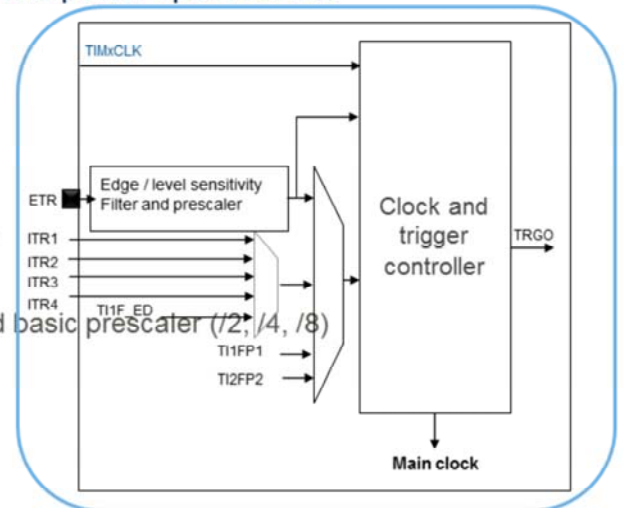 TIMxCLK
Edge / level sensitivity
Filter and prescaler
ETR
Clock and
trigger
controller
TRGO
ITR1
ITR2
ITR3
ITR4
TI1F_ED
d basic prescaler (/2, /4, /8)
TI1FP1
TI2FP2
Main clock